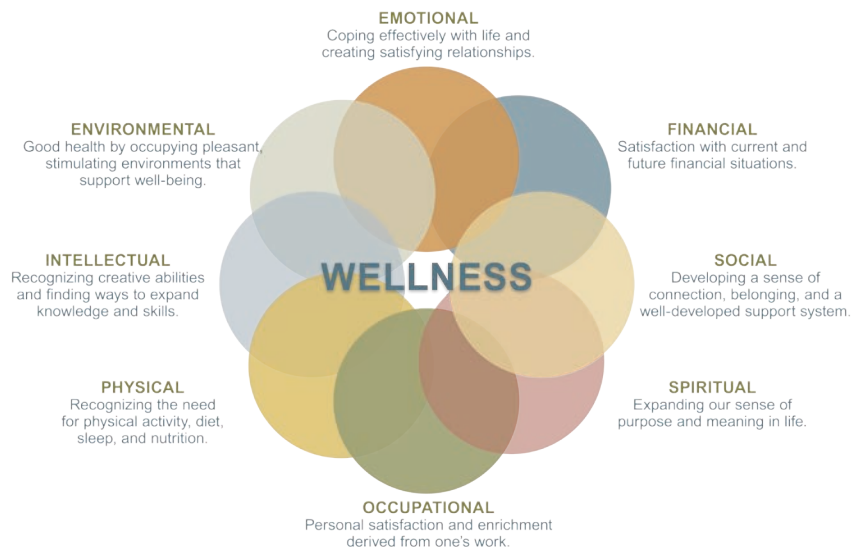 EMOTIONAL
Coping effectively with life and
creating satisfying relationships.
FINANCIAL
Satisfaction with current and
future financial situations.
SOCIAL
Developing a sense of
connection, belonging, and a
well-developed support system.
SPIRITUAL
Expanding our sense of
purpose and meaning in life.
OCCUPATIONAL
Personal satisfaction and enrichment
derived from one's work.
PHYSICAL
Recognizing the need
for physical activity, diet,
sleep, and nutrition.
INTELLECTUAL
Recognizing creative abilities
and finding ways to expand
knowledge and skills.
ENVIRONMENTAL
Good health by occupying pleasant,
stimulating environments that
support well-being.
WELLNESS